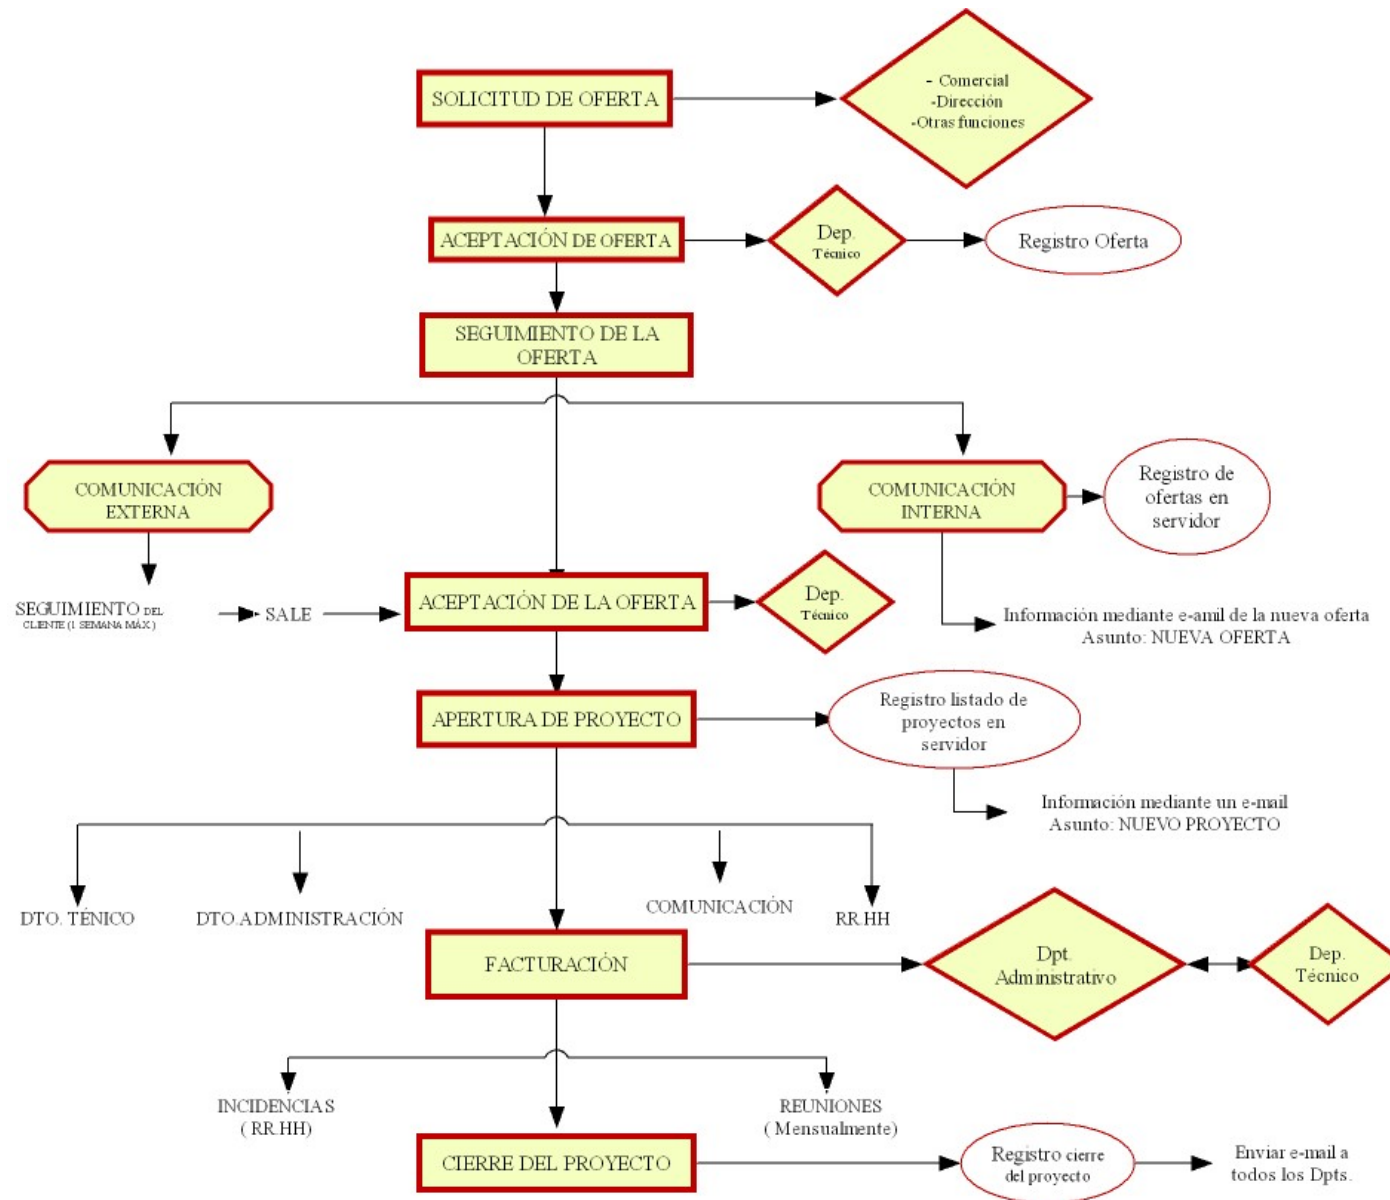 - Comercial
-Dirección
-Otras funciones
SOLICITUD DE OFERTA
ACEPTACIÓN DE OFERTA
Dep.
Técnico
Registro Oferta
SEGUIMIENTO DE LA
OFERTA
COMUNICACIÓN
EXTERNA
COMUNICACIÓN
INTERNA
Registro de
ofertas en
servidor
SEGUIMIENTO DEL
CLIENTE (1 SEMANA MÁX.)
SALE
ACEPTACIÓN DE LA OFERTA
Dep.
Técnico
Información mediante e-amil de la nueva oferta
Asunto: NUEVA OFERTA
APERTURA DE PROYECTO
Registro listado de
proyectos en
servidor
Información mediante un e-mail
Asunto: NUEVO PROYECTO
DTO. TÉNICO
DTO.ADMINISTRACIÓN
COMUNICACIÓN
RR.HH
FACTURACIÓN
Dpt.
Administrativo
Dep.
Técnico
INCIDENCIAS
( RR.HH)
REUNIONES
( Mensualmente)
CIERRE DEL PROYECTO
Registro cierre
del proyecto
Enviar e-mail a
todos los Dpts.